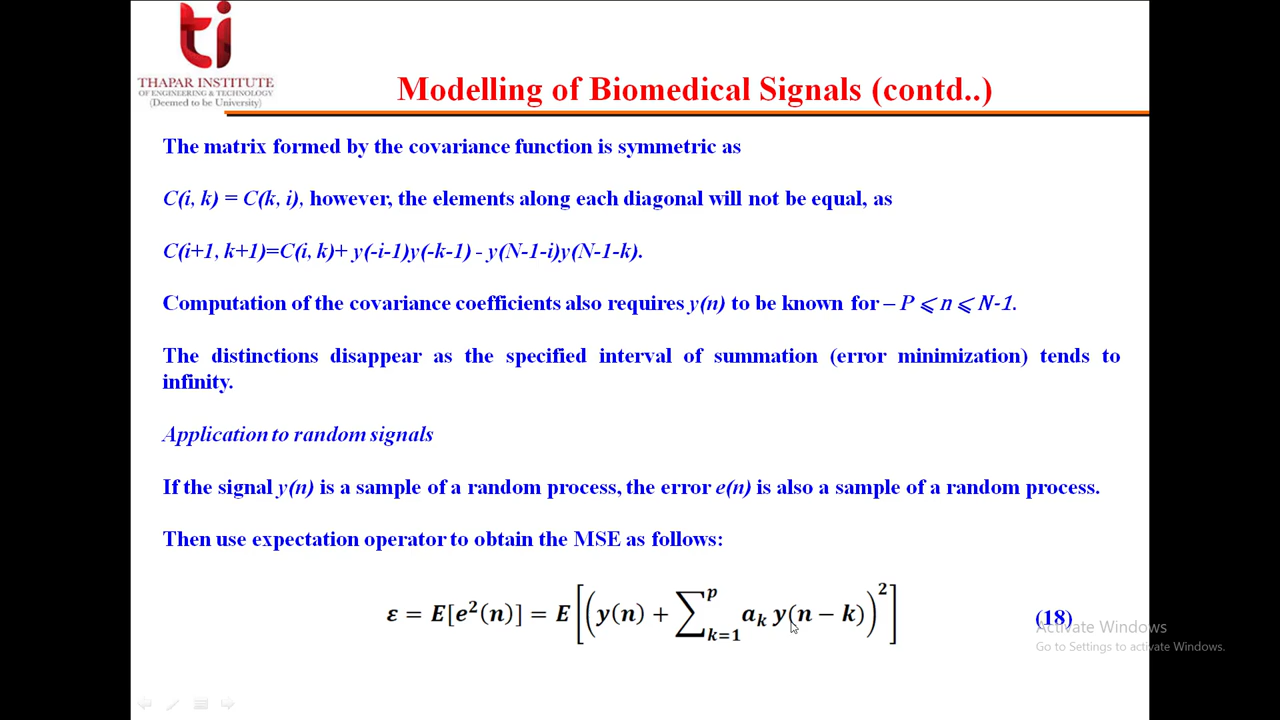 ti
THAPAR INSTITUTE
OF ENGINEERING & TECHNOLOGY
(Deemed to be University)
Modelling of Biomedical Signals (contd..)
The matrix formed by the covariance function is symmetric as
C(i, k) = C(k, i), however, the elements along each diagonal will not be equal, as
C(i+1, k+1)=C(i, k)+ y(-i-1)y(-k-1) - y(N-1-i)y(N-1-k).
Computation of the covariance coefficients also requires y(n) to be known for – P ⩽ n ⩽ N-1.
The distinctions disappear as the specified interval of summation (error minimization) tends to
infinity.
Application to random signals
If the signal y(n) is a sample of a random process, the error e(n) is also a sample of a random process.
Then use expectation operator to obtain the MSE as follows:
ε = E[e²(n)] = E[(y(n) + ∑_{k=1}^{p} a_k y(n − k))²] (18)
Activate Windows
Go to Settings to activate Windows.